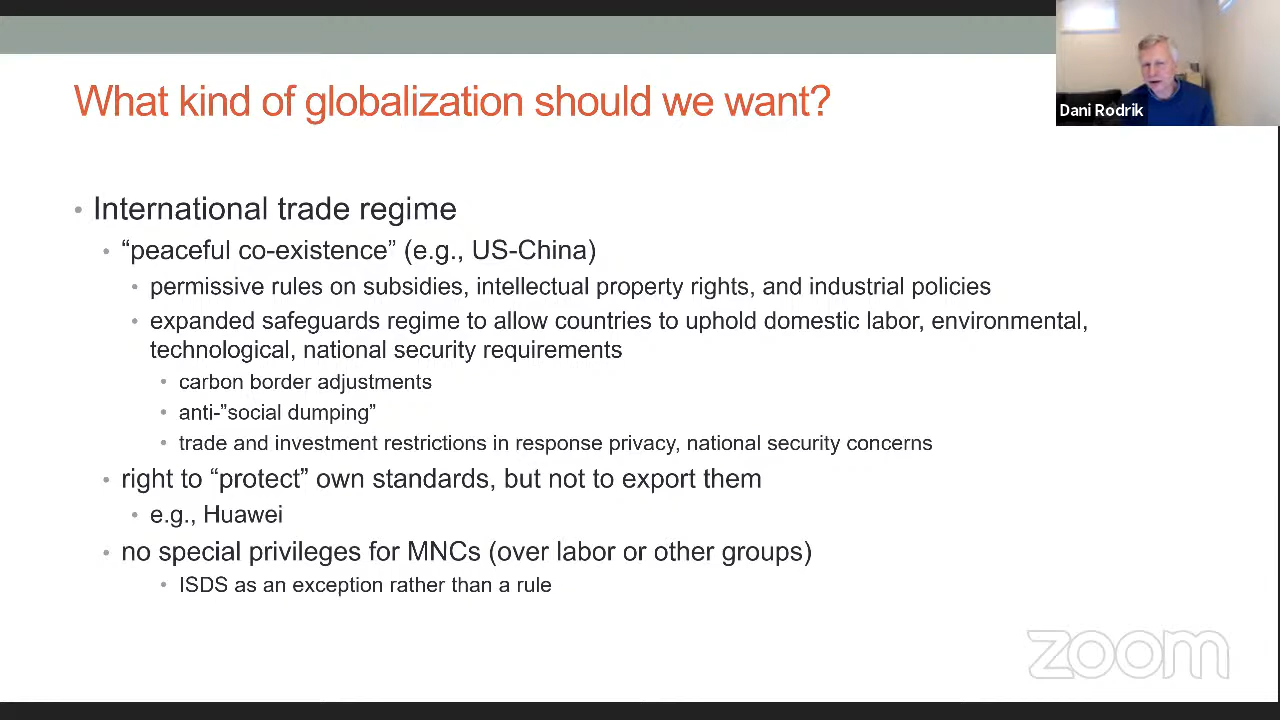 What kind of globalization should we want?
Dani Rodrik
• International trade regime
• “peaceful co-existence” (e.g., US-China)
• permissive rules on subsidies, intellectual property rights, and industrial policies
• expanded safeguards regime to allow countries to uphold domestic labor, environmental,
technological, national security requirements
• carbon border adjustments
• anti-”social dumping”
• trade and investment restrictions in response privacy, national security concerns
• right to “protect” own standards, but not to export them
• e.g., Huawei
• no special privileges for MNCs (over labor or other groups)
• ISDS as an exception rather than a rule
zoom